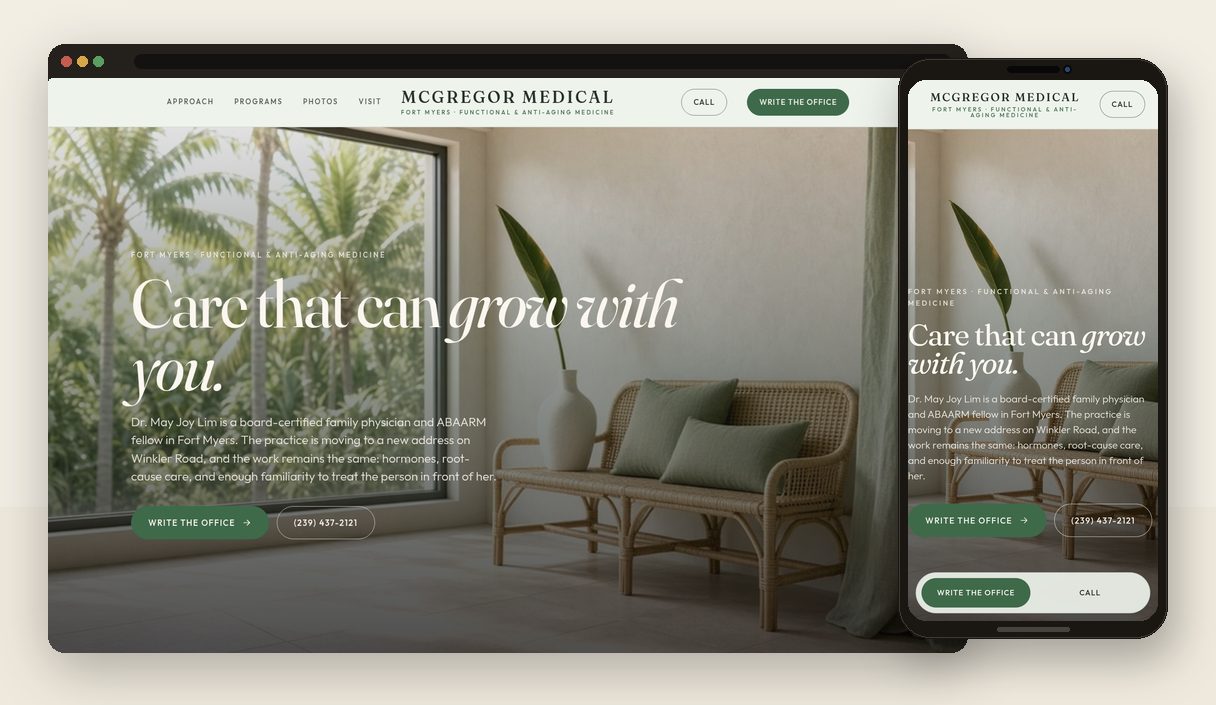 APPROACH PROGRAMS PHOTOS VISIT
MCGREGOR MEDICAL
FORT MYERS · FUNCTIONAL & ANTI-AGING MEDICINE
CALL
WRITE THE OFFICE
FORT MYERS · FUNCTIONAL & ANTI-AGING MEDICINE
Care that can grow with
you.
Dr. May Joy Lim is a board-certified family physician and ABAARM
fellow in Fort Myers. The practice is moving to a new address on
Winkler Road, and the work remains the same: hormones, root-
cause care, and enough familiarity to treat the person in front of her.
WRITE THE OFFICE →
(239) 437-2121
MCGREGOR MEDICAL
FORT MYERS · FUNCTIONAL & ANTI-
AGING MEDICINE
CALL
FORT MYERS · FUNCTIONAL & ANTI-AGING
MEDICINE
Care that can grow
with you.
Dr. May Joy Lim is a board-certified family physician
and ABAARM fellow in Fort Myers. The practice is
moving to a new address on Winkler Road, and the
work remains the same: hormones, root-cause care,
and enough familiarity to treat the person in front of
her.
WRITE THE OFFICE →
(239) 437-2121
WRITE THE OFFICE
CALL